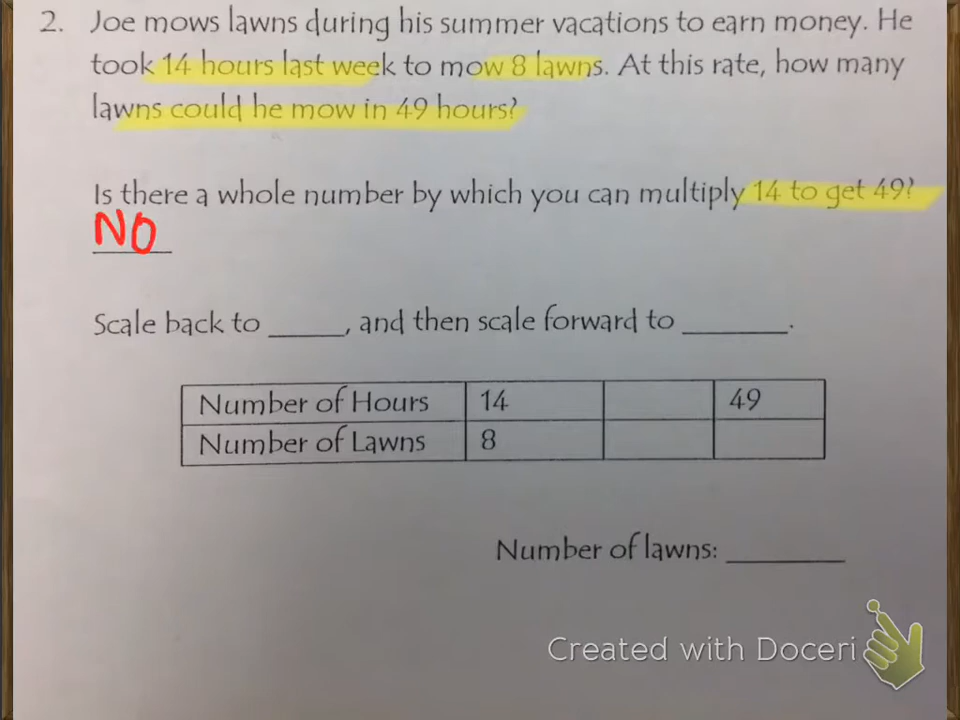 2. Joe mows lawns during his summer vacations to earn money. He
took 14 hours last week to mow 8 lawns. At this rate, how many
lawns could he mow in 49 hours?
Is there a whole number by which you can multiply 14 to get 49?
NO
Scale back to _____, and then scale forward to _______.
Number of Hours 14 49
Number of Lawns 8
Number of lawns: ________
Created with Doceri